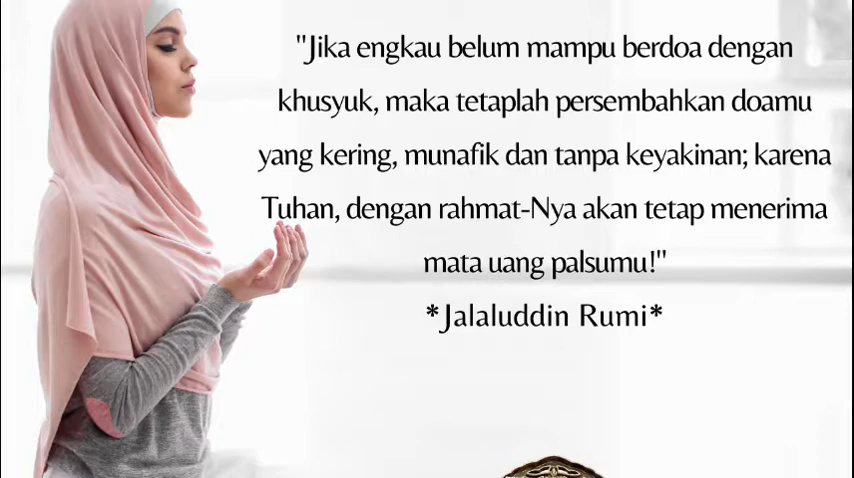 "Jika engkau belum mampu berdoa dengan
khusyuk, maka tetaplah persembahkan doamu
yang kering, munafik dan tanpa keyakinan; karena
Tuhan, dengan rahmat-Nya akan tetap menerima
mata uang palsumu!"
*Jalaluddin Rumi*